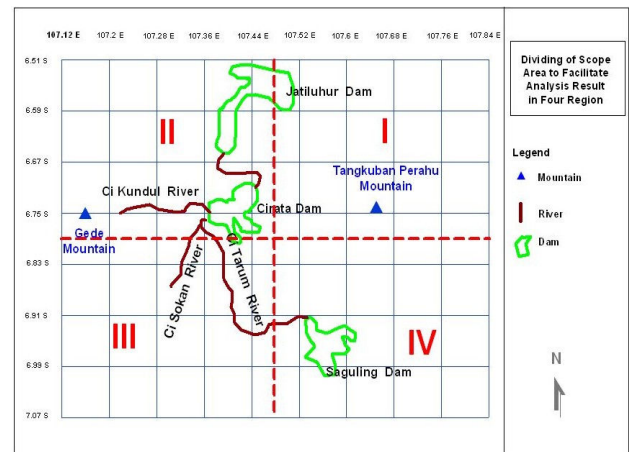 107.12 E 107.2 E 107.28 E 107.36 E 107.44 E 107.52 E 107.6 E 107.68 E 107.76 E 107.84 E
6.51 S
6.59 S
6.67 S
6.75 S
6.83 S
6.91 S
6.99 S
7.07 S
Jatiluhur Dam
II
I
Tangkuban Perahu
Mountain
Ci Kundul River
Cirata Dam
Gede
Mountain
Ci Sokan River
Ci Tarum River
III
IV
Saguling Dam
Dividing of Scope
Area to Facilitate
Analysis Result
in Four Region
Legend
Mountain
River
Dam
N